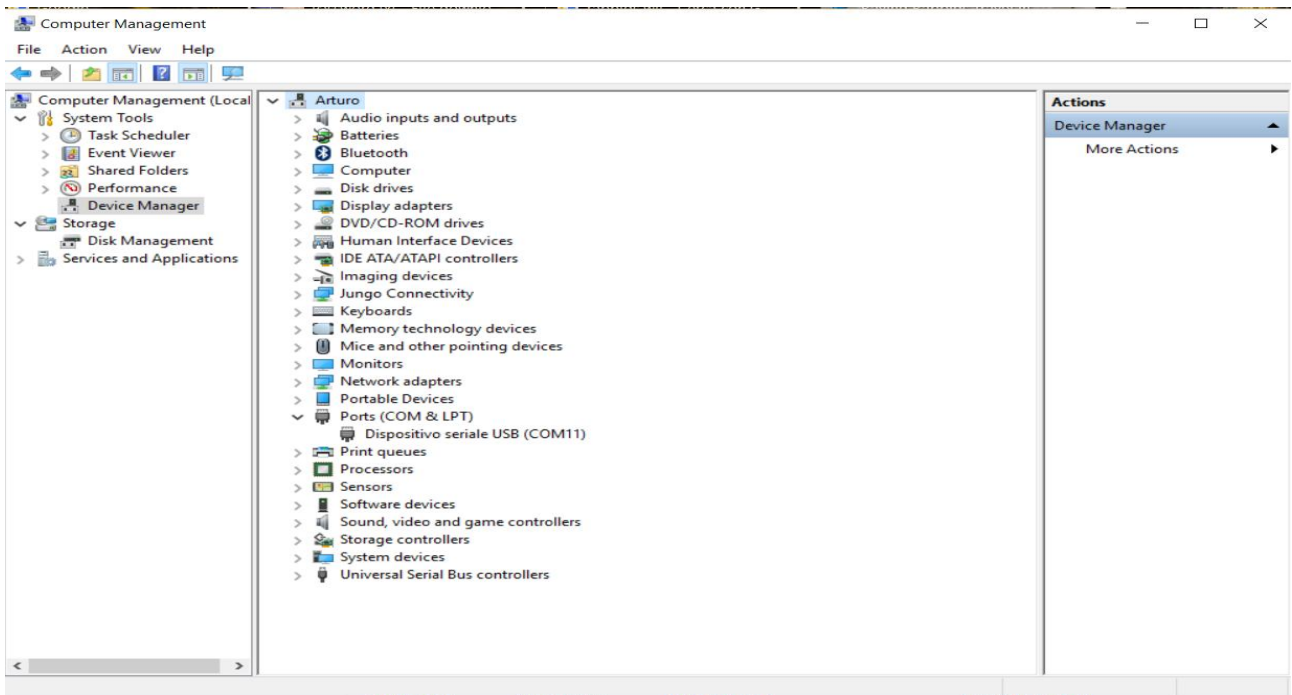 Computer Management
File Action View Help
Computer Management (Local
System Tools
Task Scheduler
Event Viewer
Shared Folders
Performance
Device Manager
Storage
Disk Management
Services and Applications
Arturo
Audio inputs and outputs
Batteries
Bluetooth
Computer
Disk drives
Display adapters
DVD/CD-ROM drives
Human Interface Devices
IDE ATA/ATAPI controllers
Imaging devices
Jungo Connectivity
Keyboards
Memory technology devices
Mice and other pointing devices
Monitors
Network adapters
Portable Devices
Ports (COM & LPT)
Dispositivo seriale USB (COM11)
Print queues
Processors
Sensors
Software devices
Sound, video and game controllers
Storage controllers
System devices
Universal Serial Bus controllers
Actions
Device Manager
More Actions